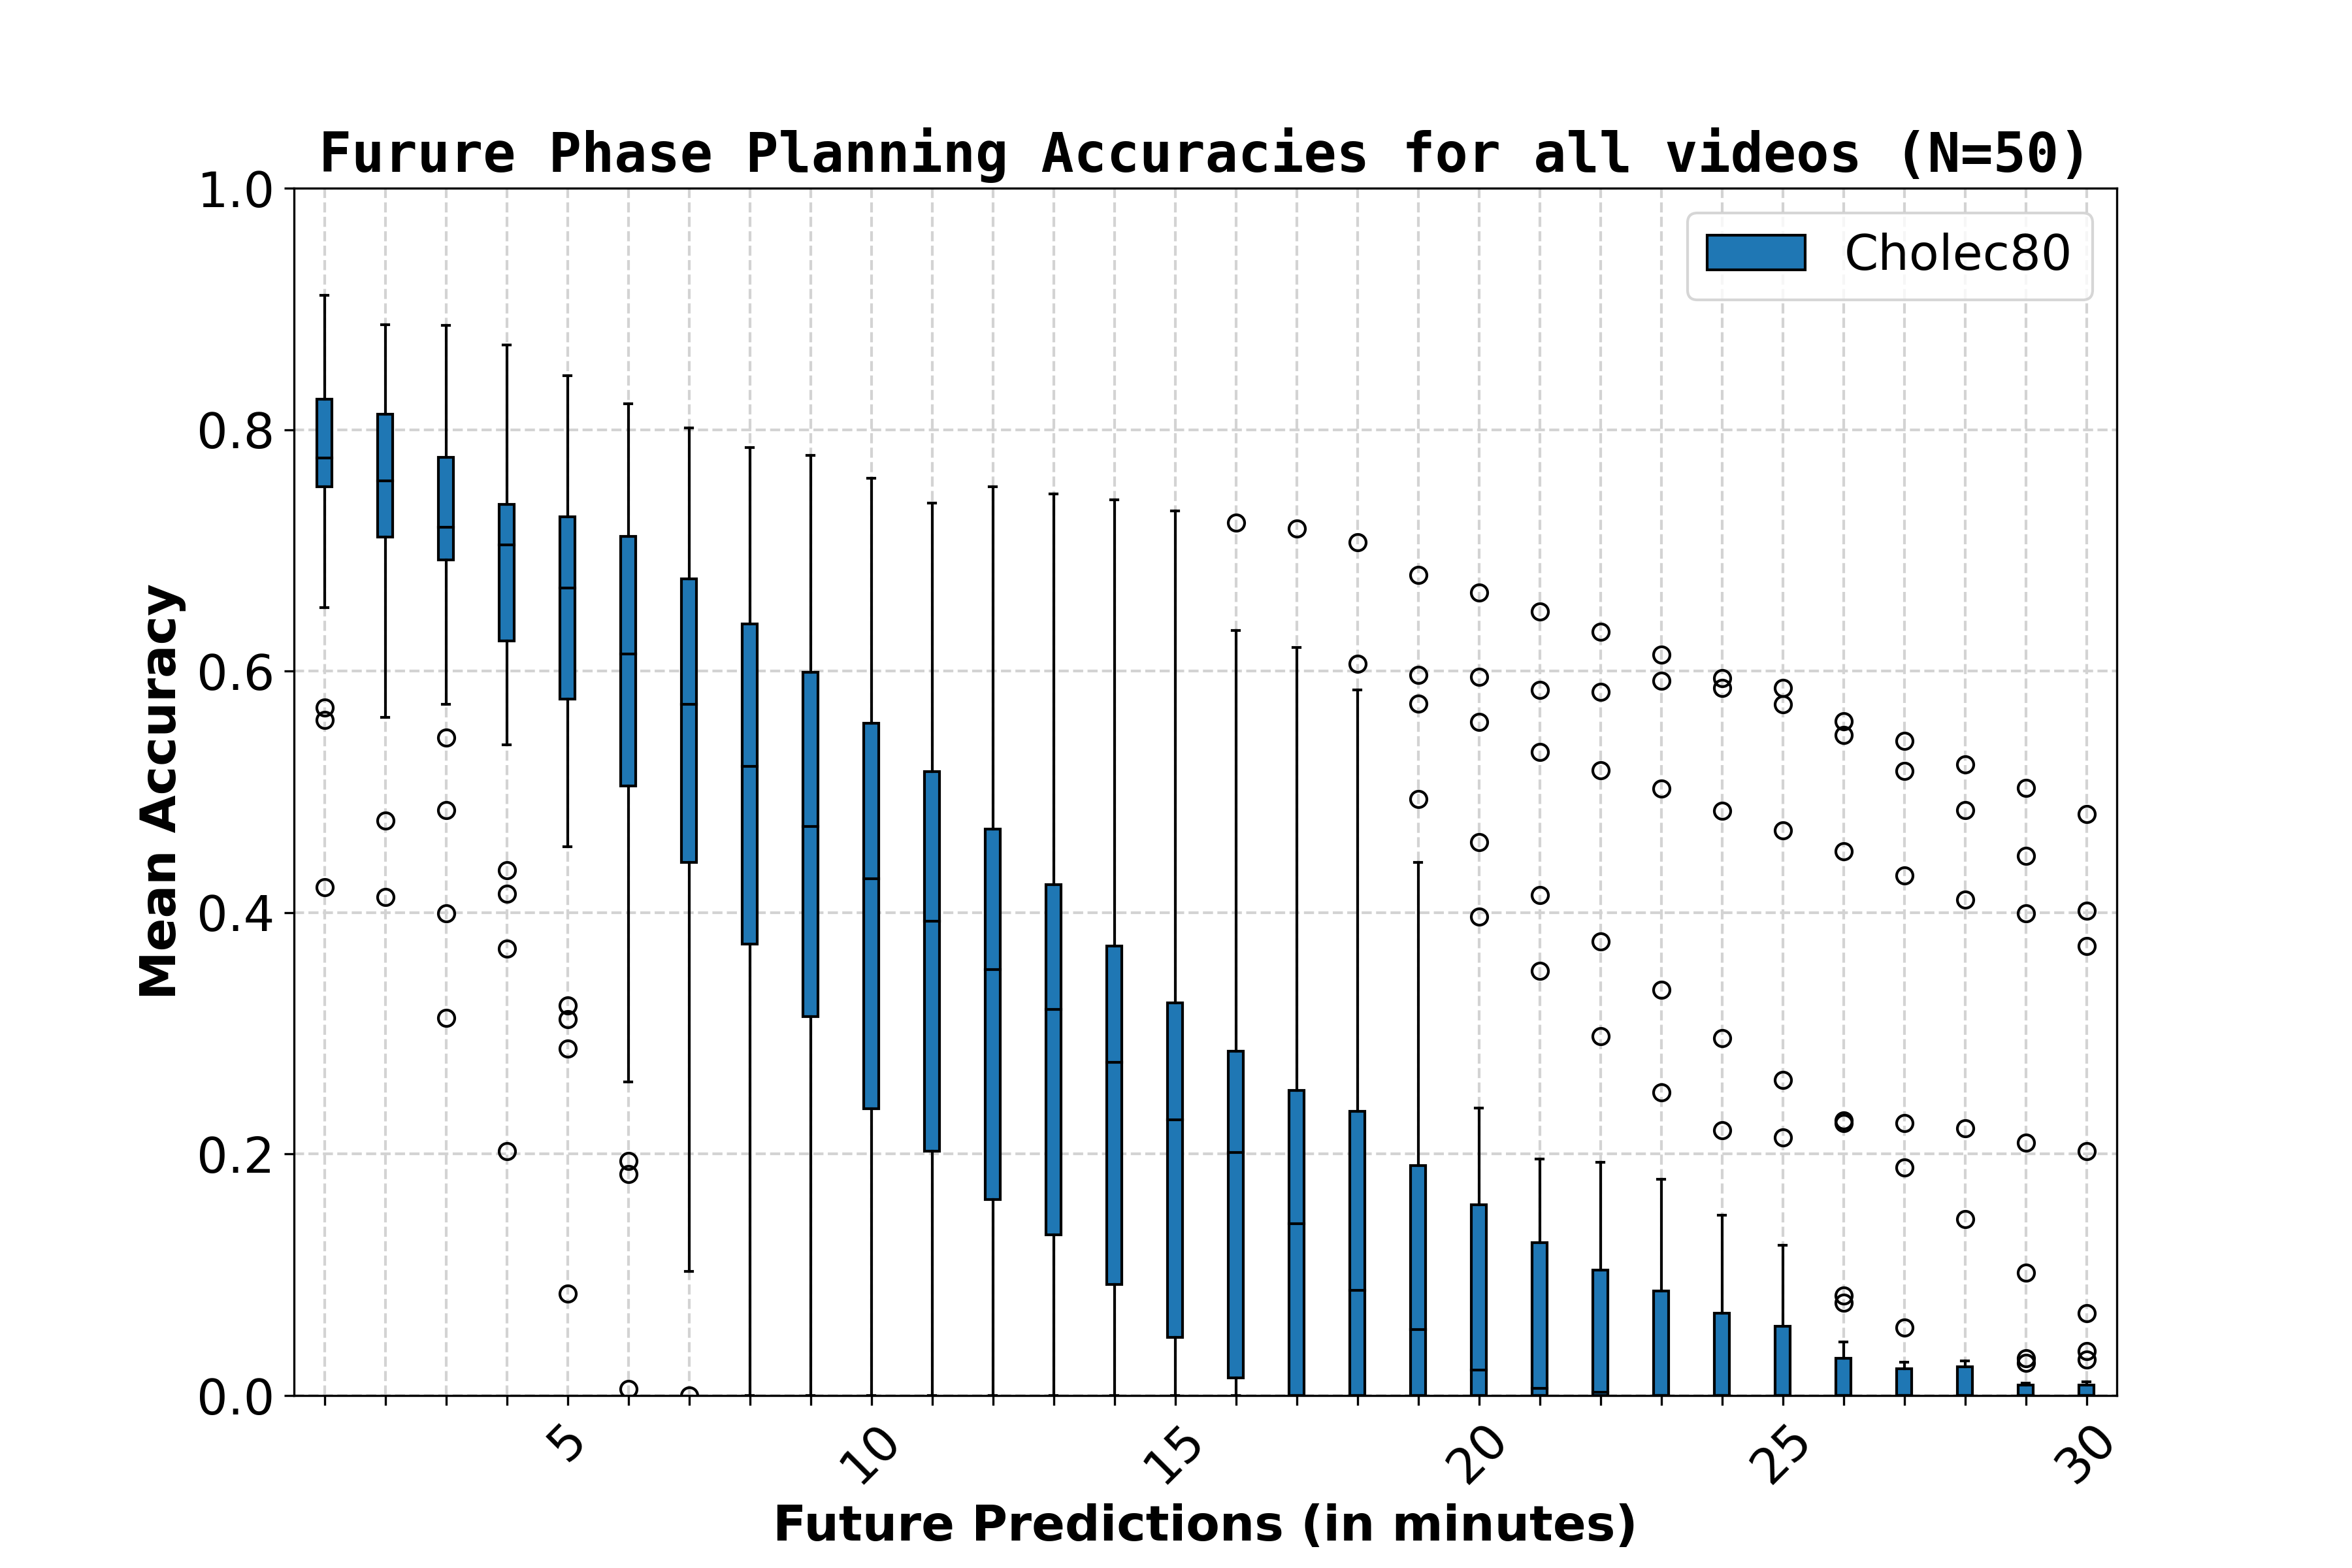 Furure Phase Planning Accuracies for all videos (N=50)
Cholec80
Mean Accuracy
1.0
0.8
0.6
0.4
0.2
0.0
5 10 15 20 25 30
Future Predictions (in minutes)